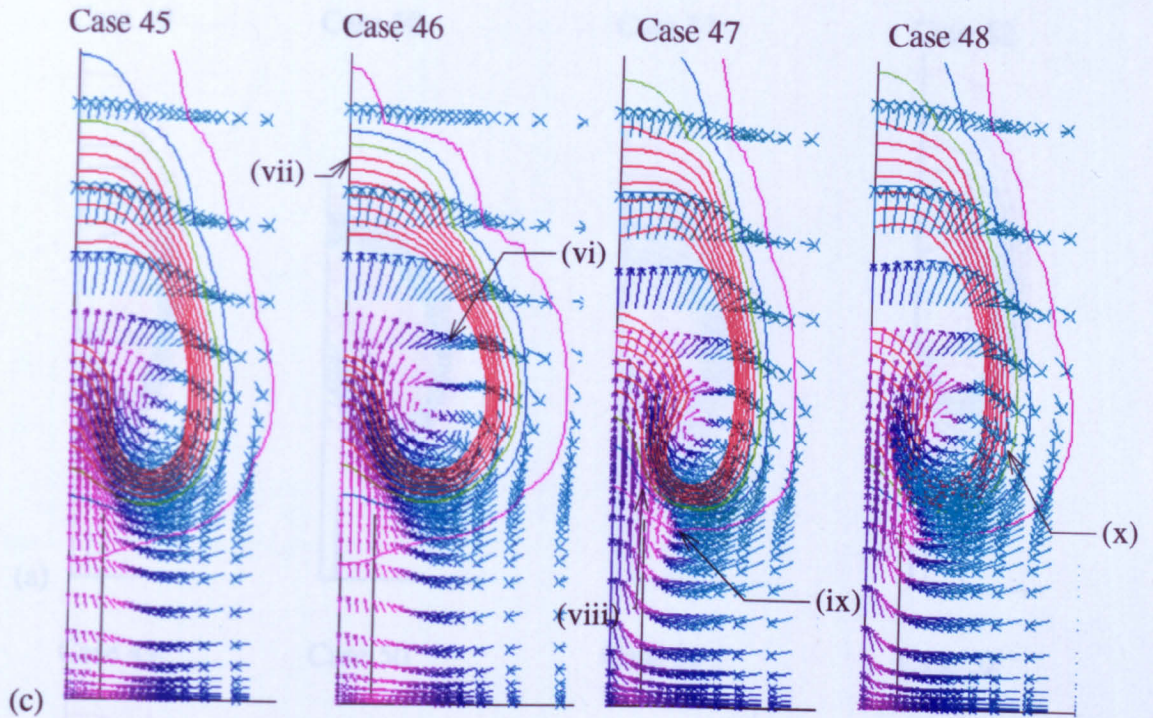 Case 45
Case 46
Case 47
Case 48
(vii)
(vi)
(x)
(viii)
(ix)
(a)
(c)